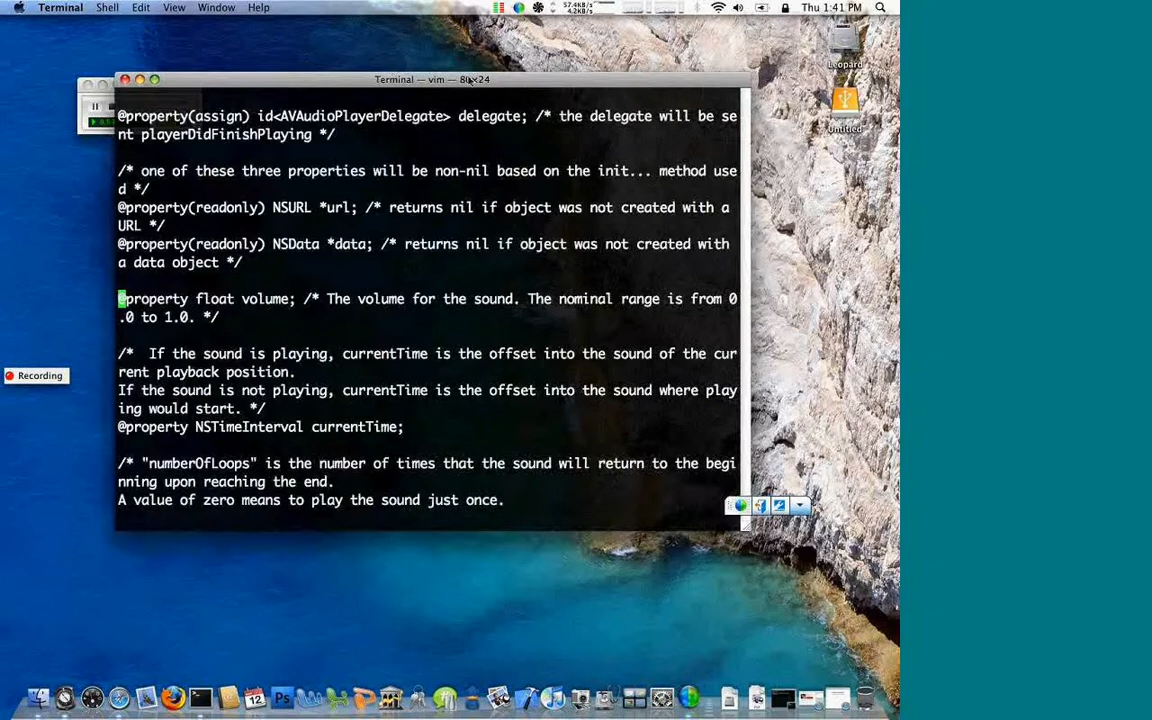 Terminal Shell Edit View Window Help
57.4KB/s
4.2KB/s
Thu 1:41 PM
Leopard
Untitled
Terminal — vim — 80×24
@property(assign) id<AVAudioPlayerDelegate> delegate; /* the delegate will be se
nt playerDidFinishPlaying */
/* one of these three properties will be non-nil based on the init... method use
d */
@property(readonly) NSURL *url; /* returns nil if object was not created with a
URL */
@property(readonly) NSData *data; /* returns nil if object was not created with
a data object */
@property float volume; /* The volume for the sound. The nominal range is from 0
.0 to 1.0. */
/*  If the sound is playing, currentTime is the offset into the sound of the cur
rent playback position.
If the sound is not playing, currentTime is the offset into the sound where play
ing would start. */
@property NSTimeInterval currentTime;
/* "numberOfLoops" is the number of times that the sound will return to the begi
nning upon reaching the end.
A value of zero means to play the sound just once.
Recording
12
Ps